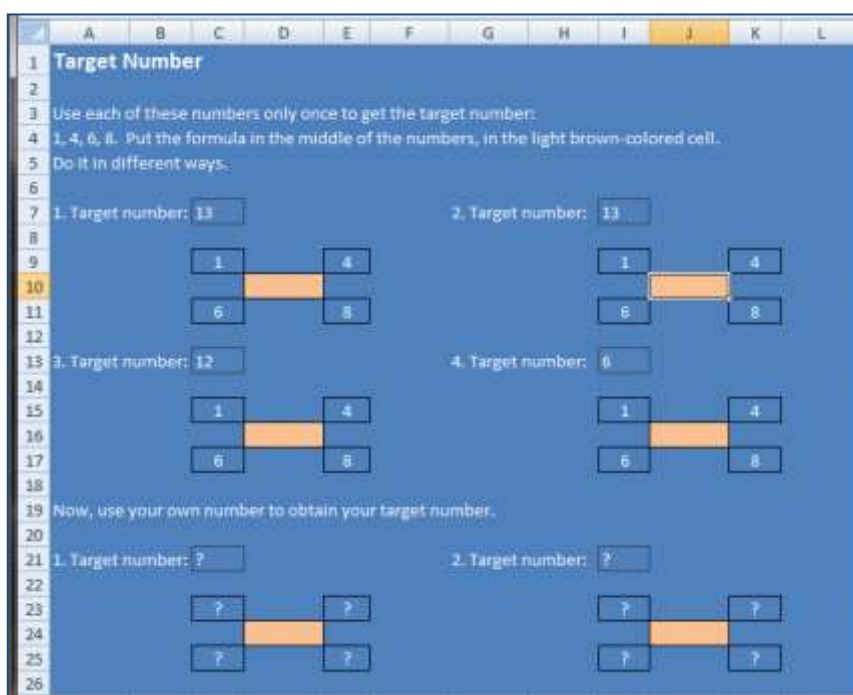 A B C D E F G H I J K L
1 Target Number
2
3 Use each of these numbers only once to get the target number:
4 1, 4, 6, 8. Put the formula in the middle of the numbers, in the light brown-colored cell.
5 Do it in different ways.
6
7 1. Target number: 13 2. Target number: 13
8
9 1 4 1 4
10
11 6 8 6 8
12
13 3. Target number: 12 4. Target number: 6
14
15 1 4 1 4
16
17 6 8 6 8
18
19 Now, use your own number to obtain your target number.
20
21 1. Target number: ? 2. Target number: ?
22
23 ? ? ? ?
24
25 ? ? ? ?
26